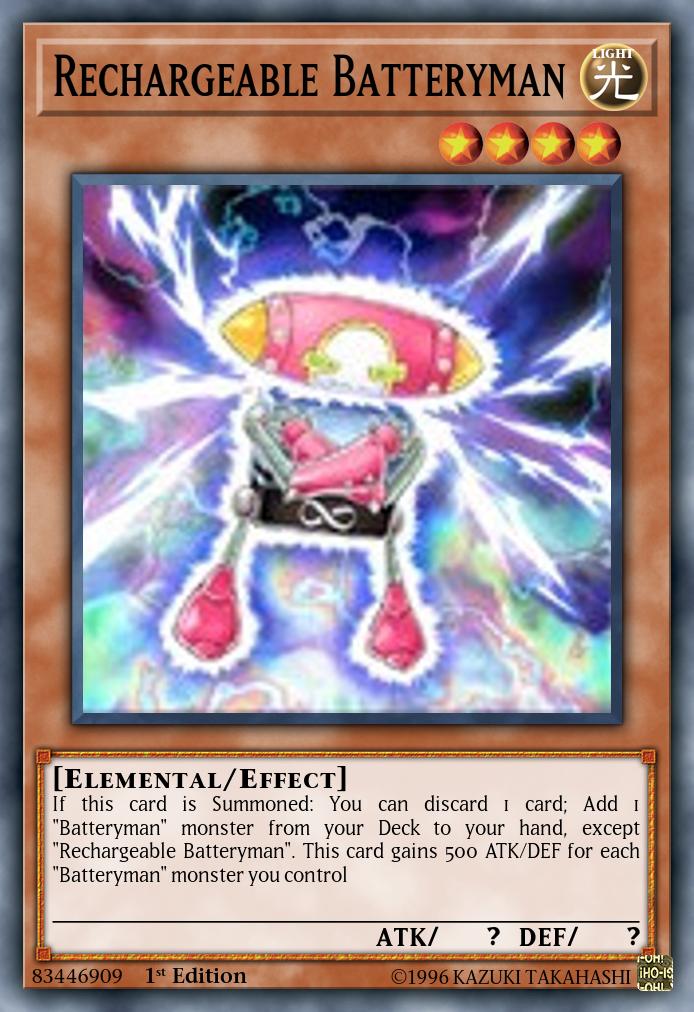 Rechargeable Batteryman
LIGHT
光
[Elemental/Effect]
If this card is Summoned: You can discard 1 card; Add 1
"Batteryman" monster from your Deck to your hand, except
"Rechargeable Batteryman". This card gains 500 ATK/DEF for each
"Batteryman" monster you control
ATK/ ? DEF/ ?
83446909 1st Edition ©1996 KAZUKI TAKAHASHI